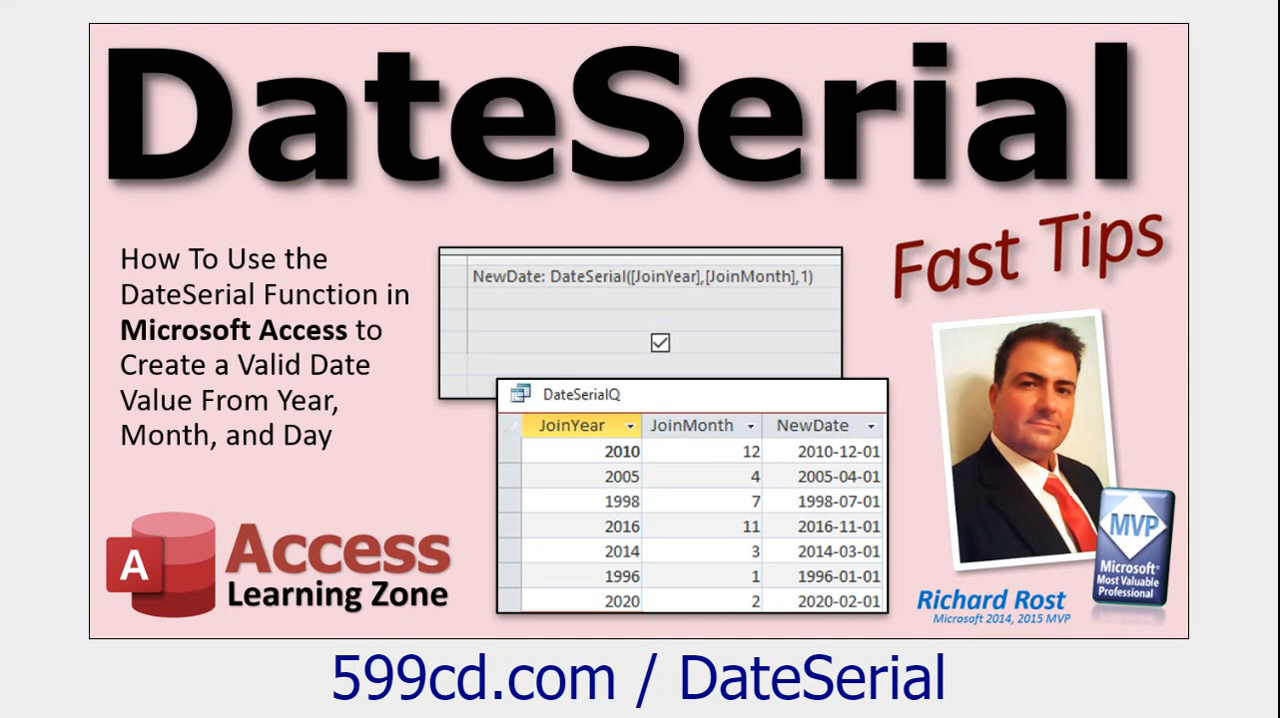 DateSerial
Fast Tips
How To Use the
DateSerial Function in
Microsoft Access to
Create a Valid Date
Value From Year,
Month, and Day
NewDate: DateSerial([JoinYear],[JoinMonth],1)
DateSerialQ
JoinYear JoinMonth NewDate
2010 12 2010-12-01
2005 4 2005-04-01
1998 7 1998-07-01
2016 11 2016-11-01
2014 3 2014-03-01
1996 1 1996-01-01
2020 2 2020-02-01
A
Access
Learning Zone
MVP
Microsoft®
Most Valuable
Professional
Richard Rost
Microsoft 2014, 2015 MVP
599cd.com / DateSerial